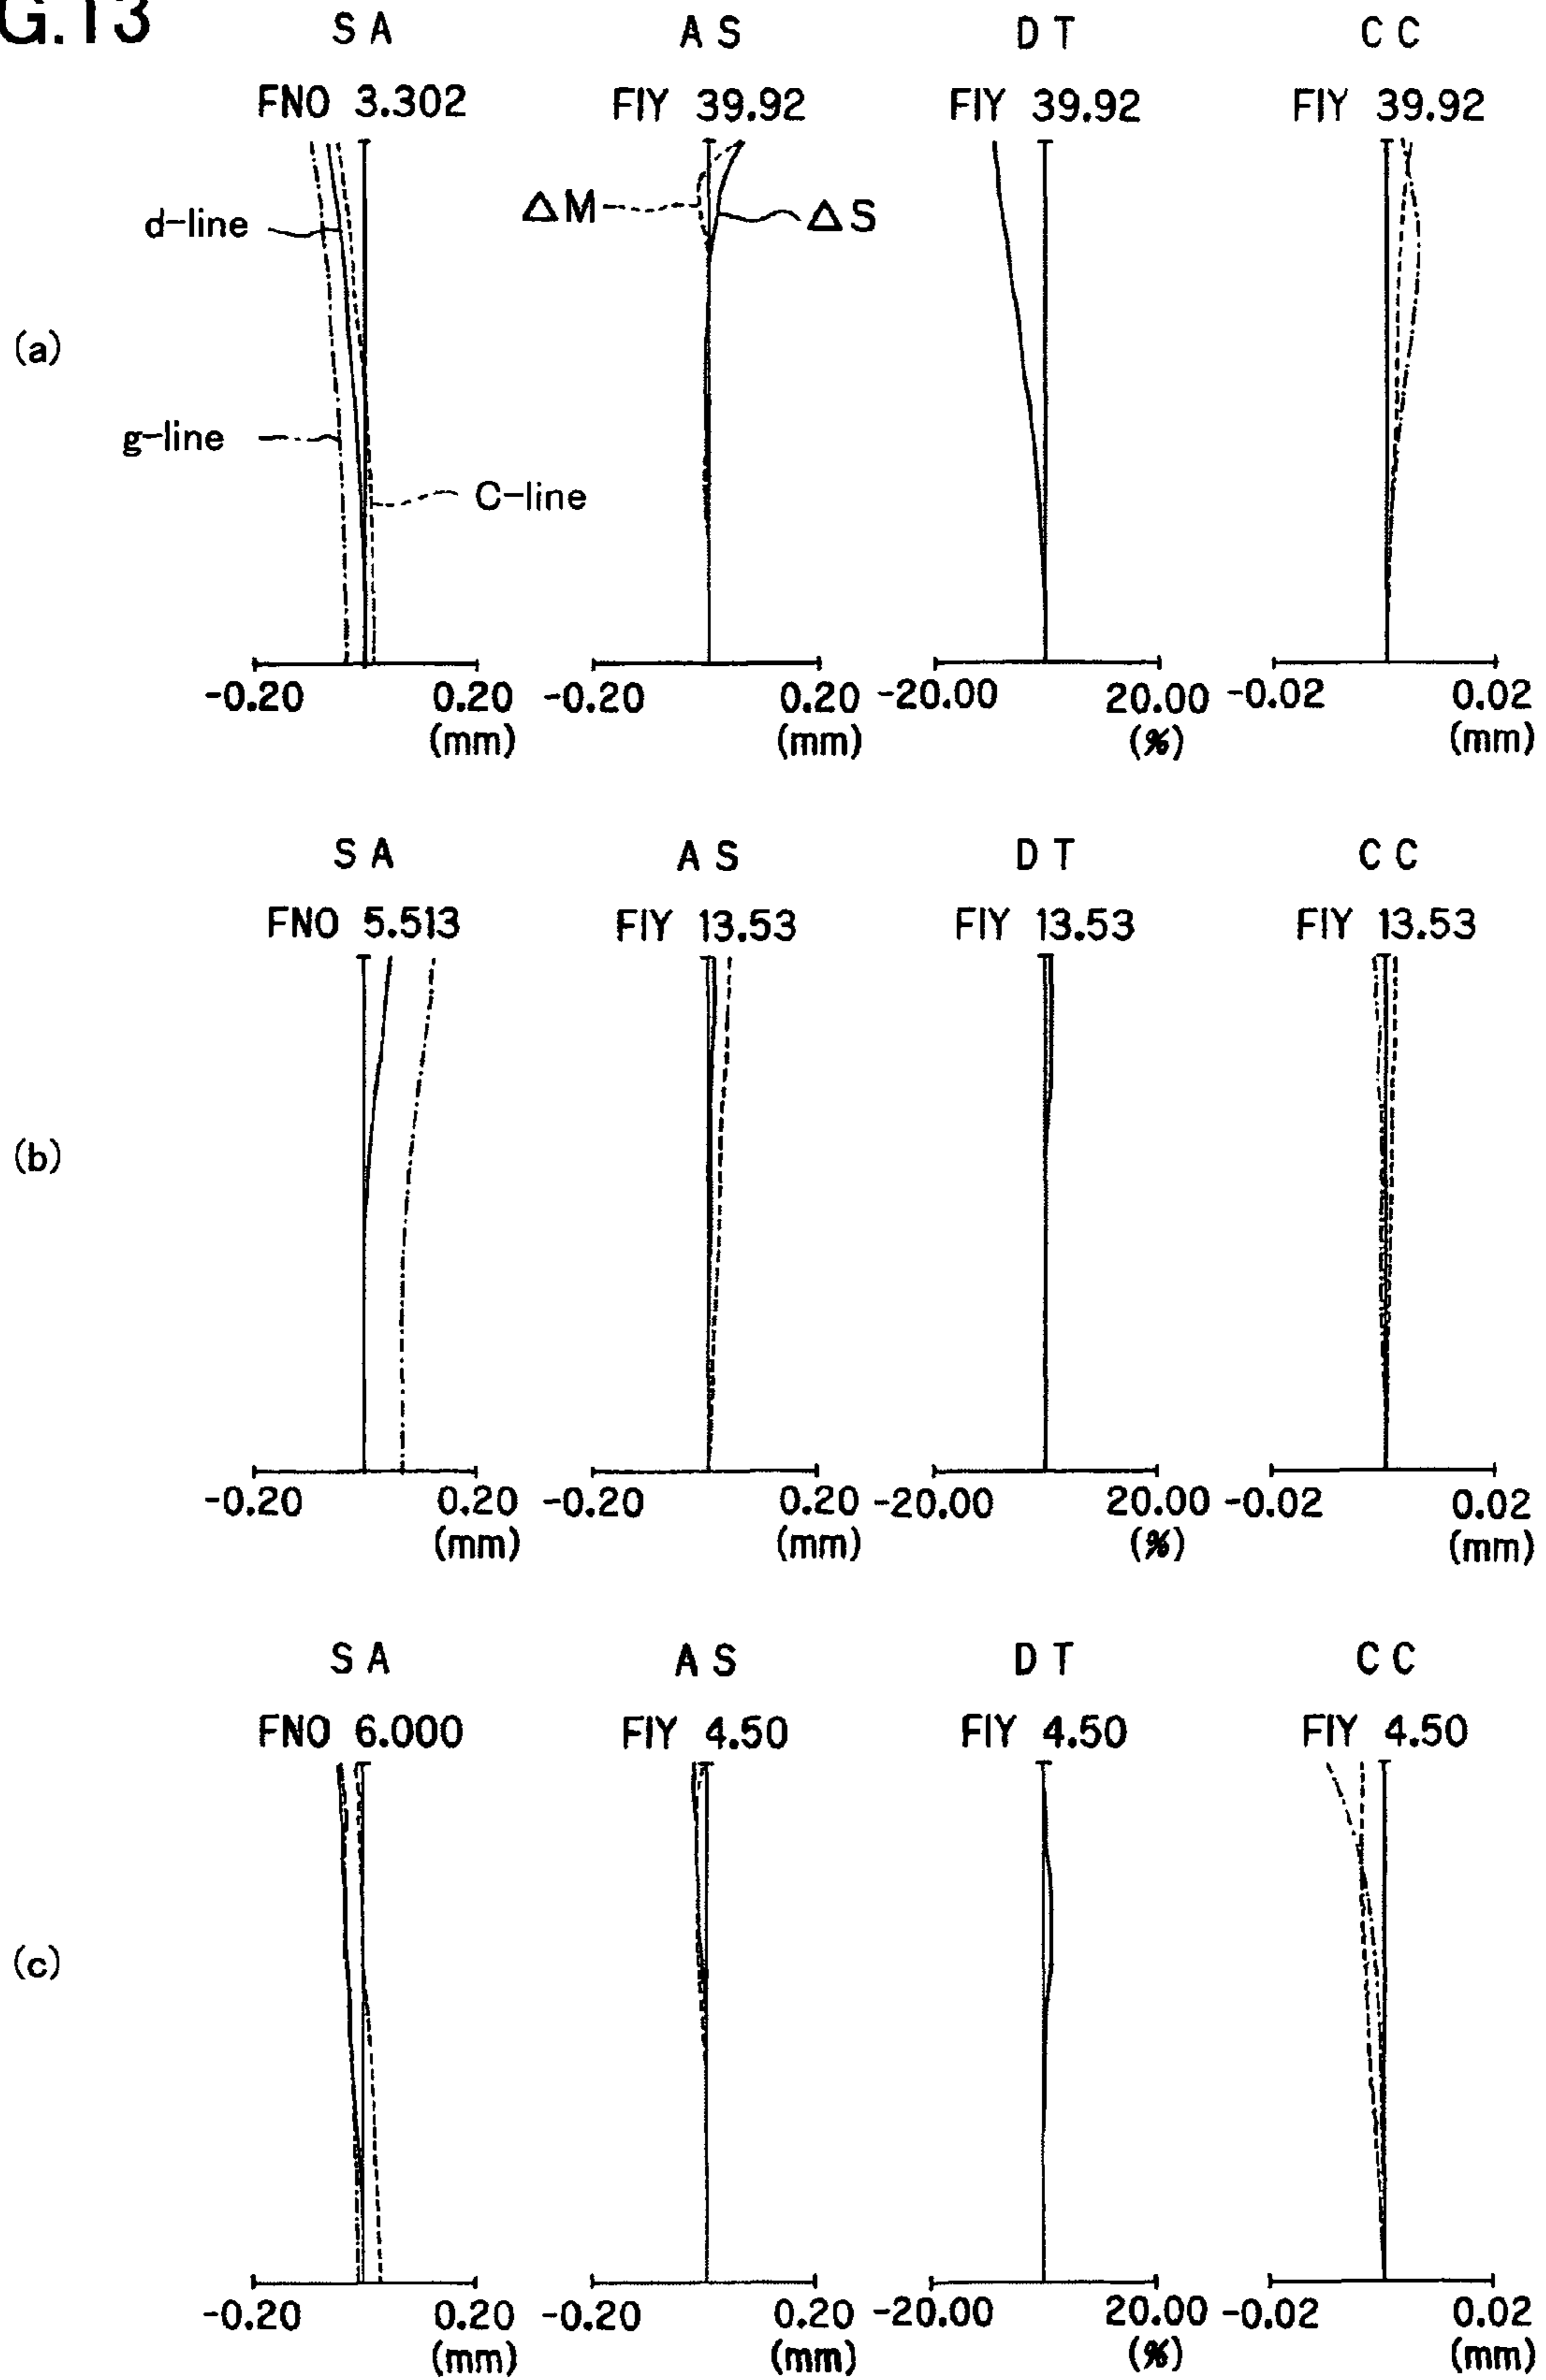 G.13
S A
A S
D T
C C
FNO 3.302
FIY 39.92
FIY 39.92
FIY 39.92
ΔM
ΔS
d-line
(a)
g-line
C-line
-0.20
0.20
(mm)
-0.20
0.20
(mm)
-20.00
20.00
(%)
-0.02
0.02
(mm)
S A
A S
D T
C C
FNO 5.513
FIY 13.53
FIY 13.53
FIY 13.53
(b)
-0.20
0.20
(mm)
-0.20
0.20
(mm)
-20.00
20.00
(%)
-0.02
0.02
(mm)
S A
A S
D T
C C
FNO 6.000
FIY 4.50
FIY 4.50
FIY 4.50
(c)
-0.20
0.20
(mm)
-0.20
0.20
(mm)
-20.00
20.00
(%)
-0.02
0.02
(mm)